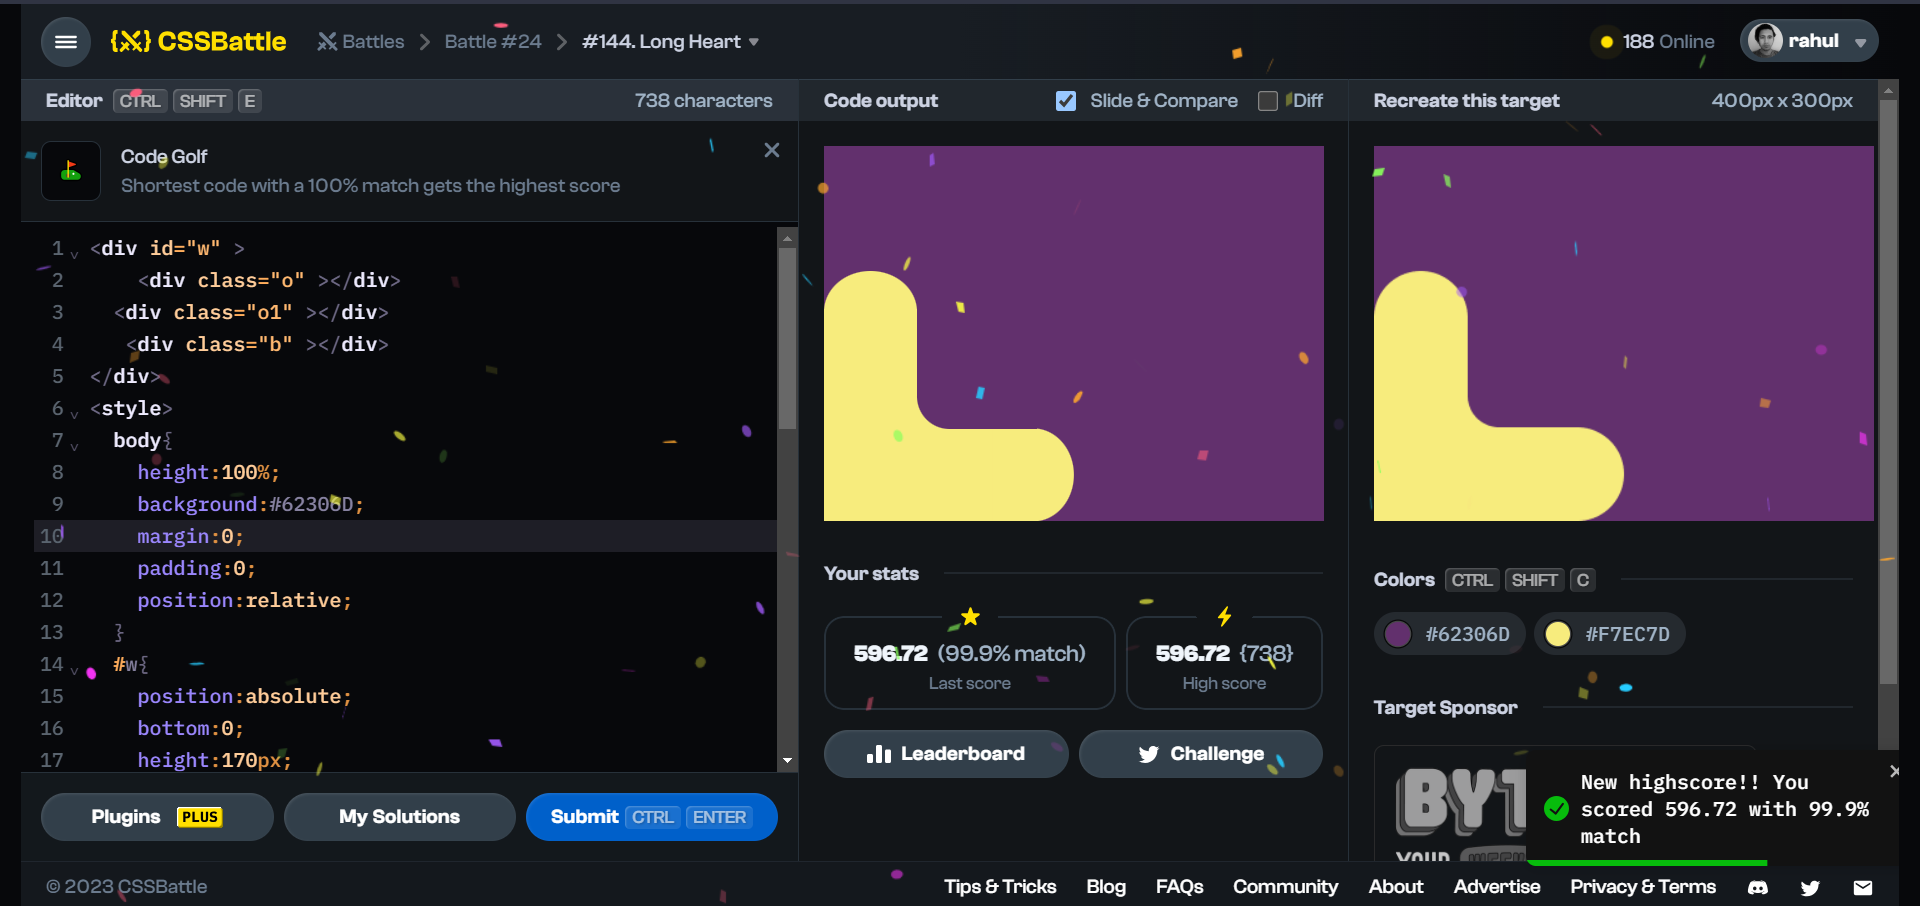 {X} CSSBattle
Battles
Battle #24
#144. Long Heart
188 Online
rahul
Editor CTRL SHIFT E
738 characters
Code output
Slide & Compare
Diff
Recreate this target
400px x 300px
Code Golf
Shortest code with a 100% match gets the highest score
1 <div id="w" >
2 <div class="o" ></div>
3 <div class="o1" ></div>
4 <div class="b" ></div>
5 </div>
6 <style>
7 body{
8 height:100%;
9 background:#62306D;
10 margin:0;
11 padding:0;
12 position:relative;
13 }
14 #w{
15 position:absolute;
16 bottom:0;
17 height:170px;
Your stats
596.72 (99.9% match)
Last score
596.72 {738}
High score
Leaderboard
Challenge
Colors CTRL SHIFT C
#62306D
#F7EC7D
Target Sponsor
BYT
YOUR
New highscore!! You
scored 596.72 with 99.9%
match
Plugins PLUS
My Solutions
Submit CTRL ENTER
© 2023 CSSBattle
Tips & Tricks
Blog
FAQs
Community
About
Advertise
Privacy & Terms